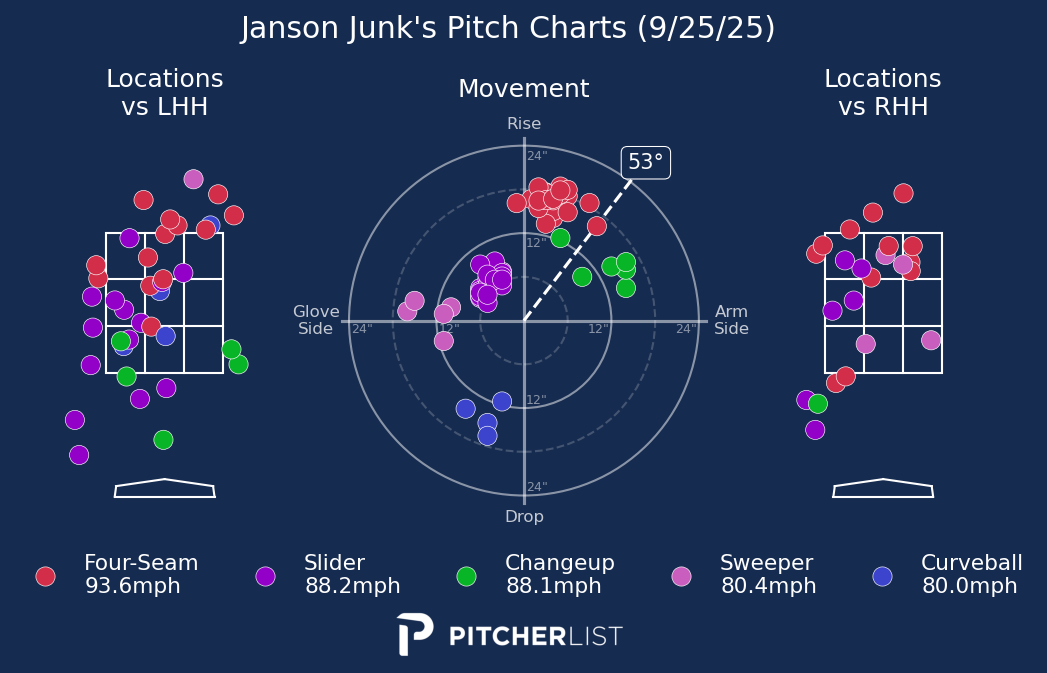 Janson Junk's Pitch Charts (9/25/25)
Locations
vs LHH
Movement
Locations
vs RHH
Rise
53°
24"
12"
Glove
Side
24"
12"
12"
24"
Arm
Side
12"
24"
Drop
Four-Seam
93.6mph
Slider
88.2mph
Changeup
88.1mph
Sweeper
80.4mph
Curveball
80.0mph
PITCHERLIST